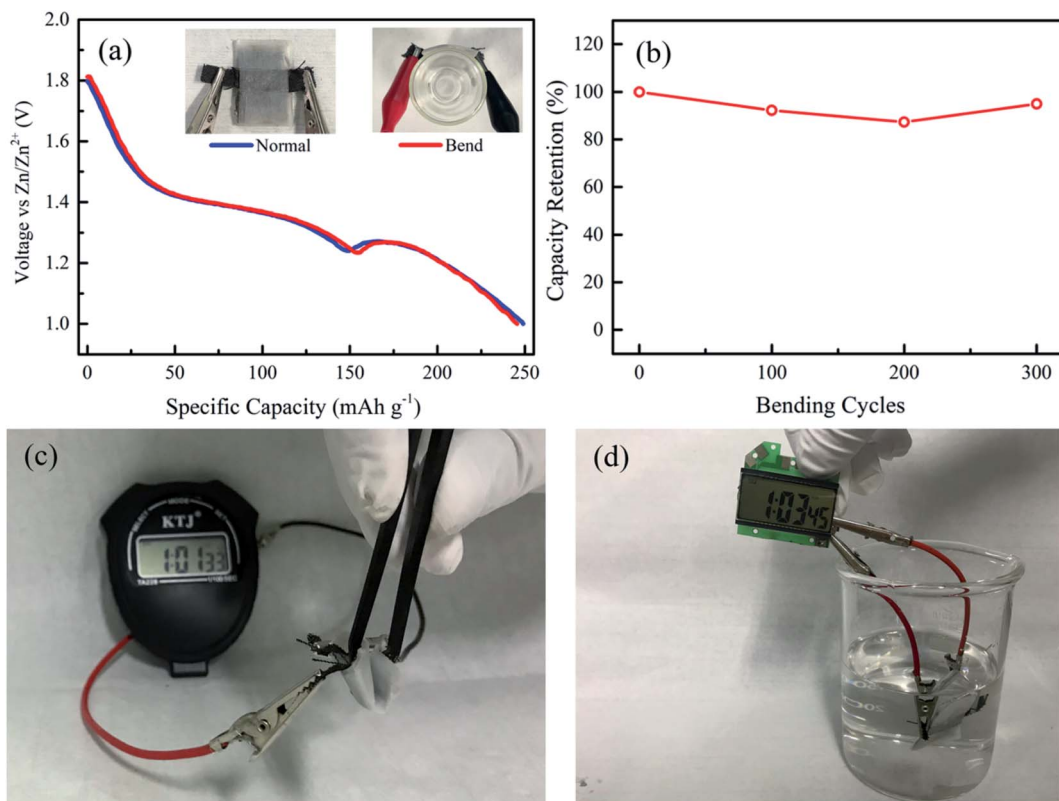 (a)
2.0
1.8
1.6
1.4
1.2
1.0
Voltage vs Zn/Zn²⁺ (V)
Normal
Bend
0
50
100
150
200
250
Specific Capacity (mAh g⁻¹)
(b)
120
100
80
60
40
20
0
Capacity Retention (%)
0
100
200
300
Bending Cycles
(c)
MODE
KTJ®
1:01 33
TA228
(d)
1:03 45